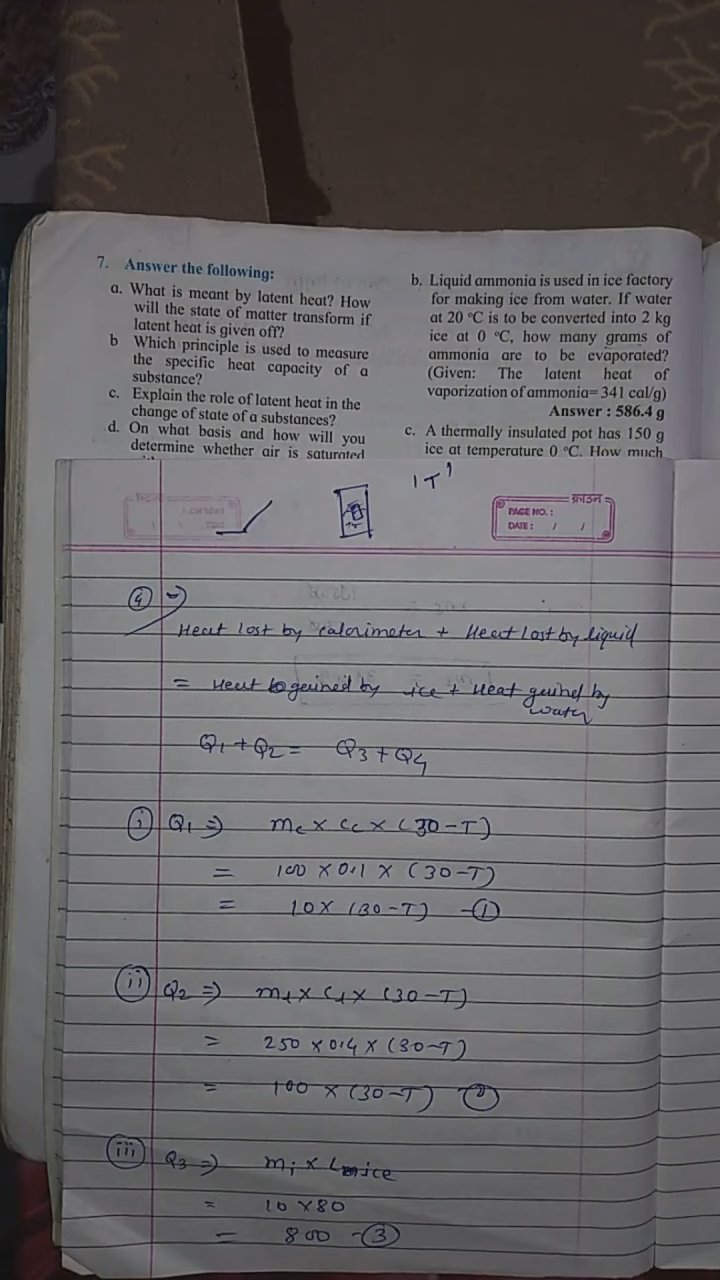 7. Answer the following:
a. What is meant by latent heat? How
will the state of matter transform if
latent heat is given off?
b Which principle is used to measure
the specific heat capacity of a
substance?
c. Explain the role of latent heat in the
change of state of a substances?
d. On what basis and how will you
determine whether air is saturated
b. Liquid ammonia is used in ice factory
for making ice from water. If water
at 20 °C is to be converted into 2 kg
ice at 0 °C, how many grams of
ammonia are to be evaporated?
(Given: The latent heat of
vaporization of ammonia= 341 cal/g)
Answer : 586.4 g
c. A thermally insulated pot has 150 g
ice at temperature 0 °C. How much
'T'
क्राउन
PAGE NO. :
DATE : / /
④ ⇒
Heat lost by calorimeter + Heat lost by liquid
= Heat gained by ice + Heat gained by
water
Q1 + Q2 = Q3 + Q4
(i) Q1 ⇒ mc × Cc × (30-T)
= 100 × 0.1 × (30-T)
= 10 × (30-T) -①
(ii) Q2 ⇒ ml × Cl × (30-T)
= 250 × 0.4 × (30-T)
= 100 × (30-T) ②
(iii) Q3 ⇒ mi × Lice
= 10 × 80
= 800 -③